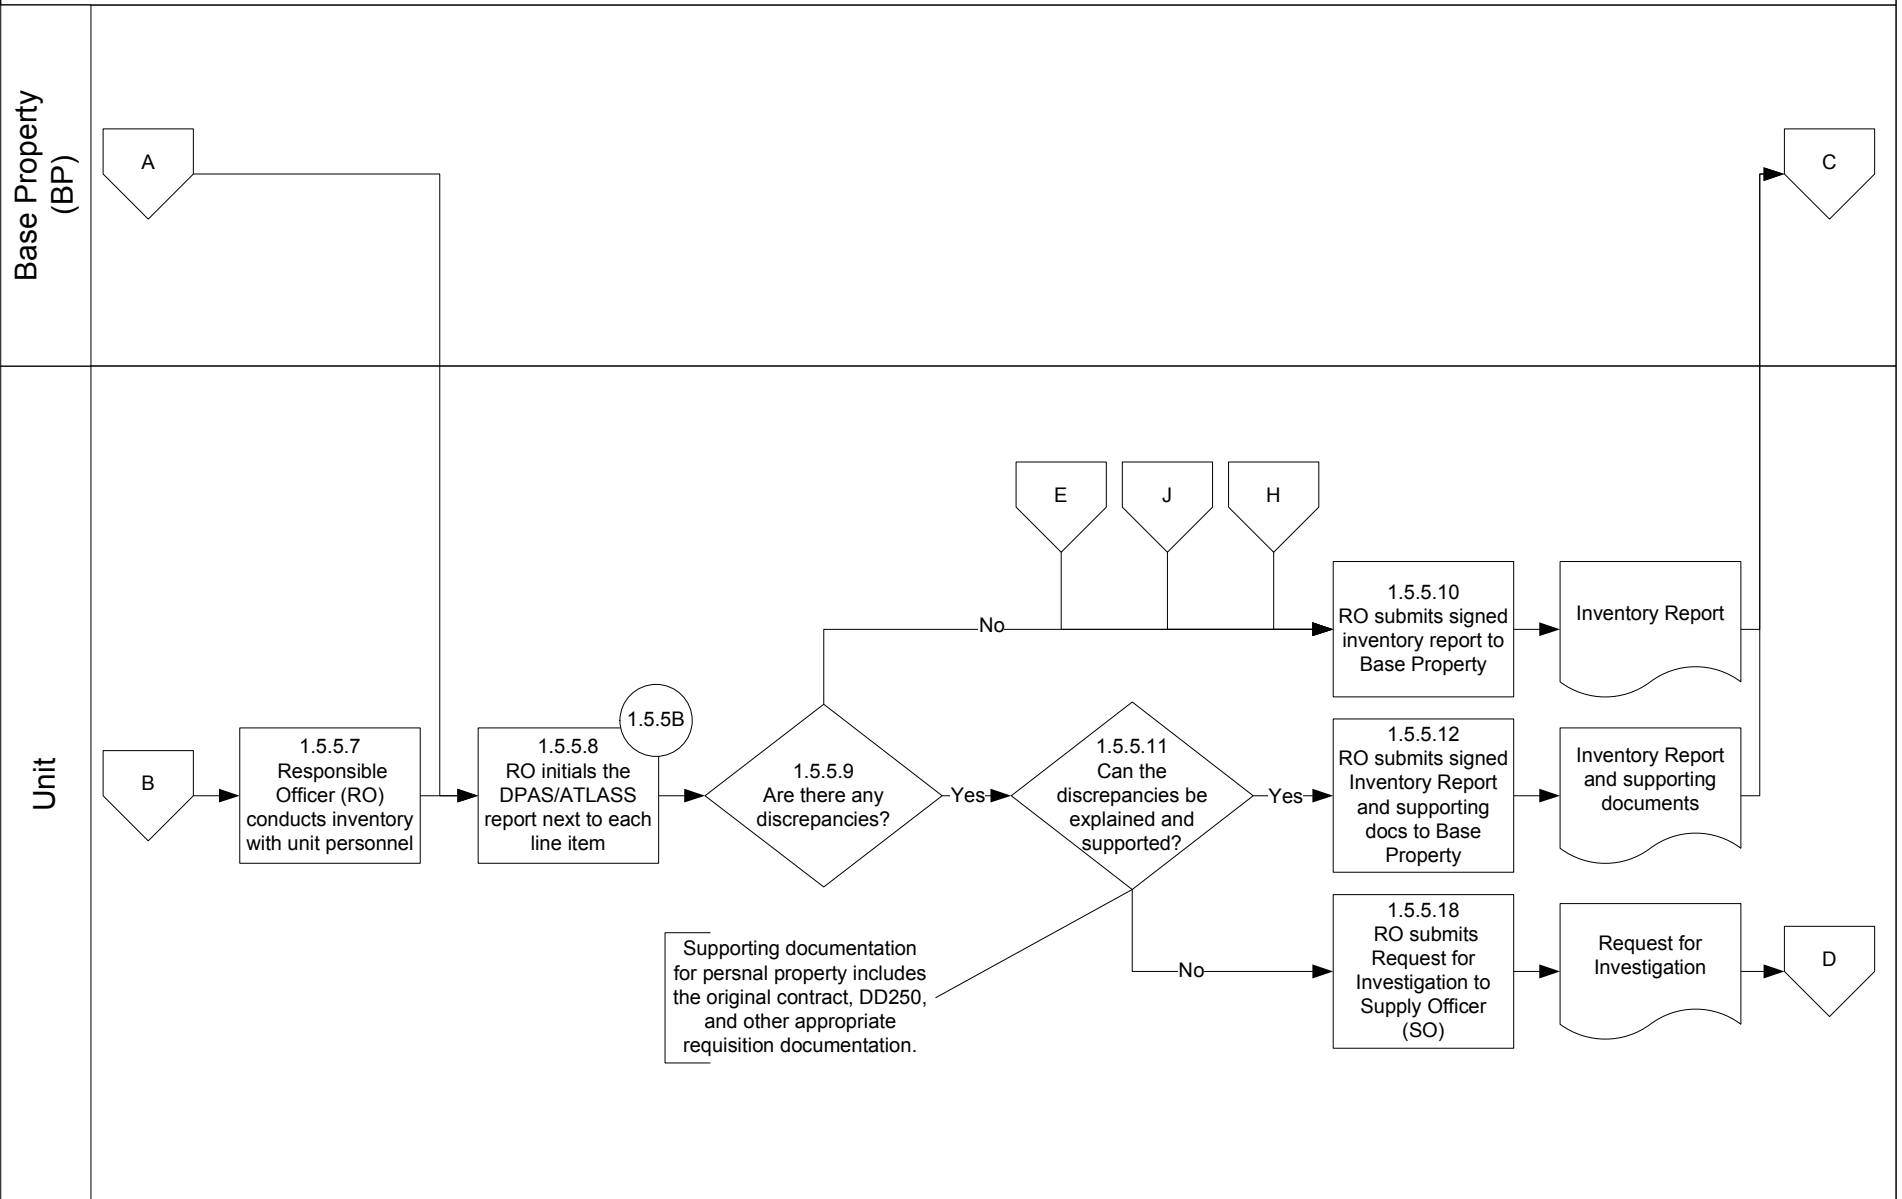 Base Property
(BP)
A
C
Unit
E
J
H
B
1.5.5.7
Responsible
Officer (RO)
conducts inventory
with unit personnel
1.5.5B
1.5.5.8
RO initials the
DPAS/ATLASS
report next to each
line item
1.5.5.9
Are there any
discrepancies?
No
Yes
1.5.5.10
RO submits signed
inventory report to
Base Property
Inventory Report
1.5.5.11
Can the
discrepancies be
explained and
supported?
Yes
1.5.5.12
RO submits signed
Inventory Report
and supporting
docs to Base
Property
Inventory Report
and supporting
documents
Supporting documentation
for persnal property includes
the original contract, DD250,
and other appropriate
requisition documentation.
No
1.5.5.18
RO submits
Request for
Investigation to
Supply Officer
(SO)
Request for
Investigation
D